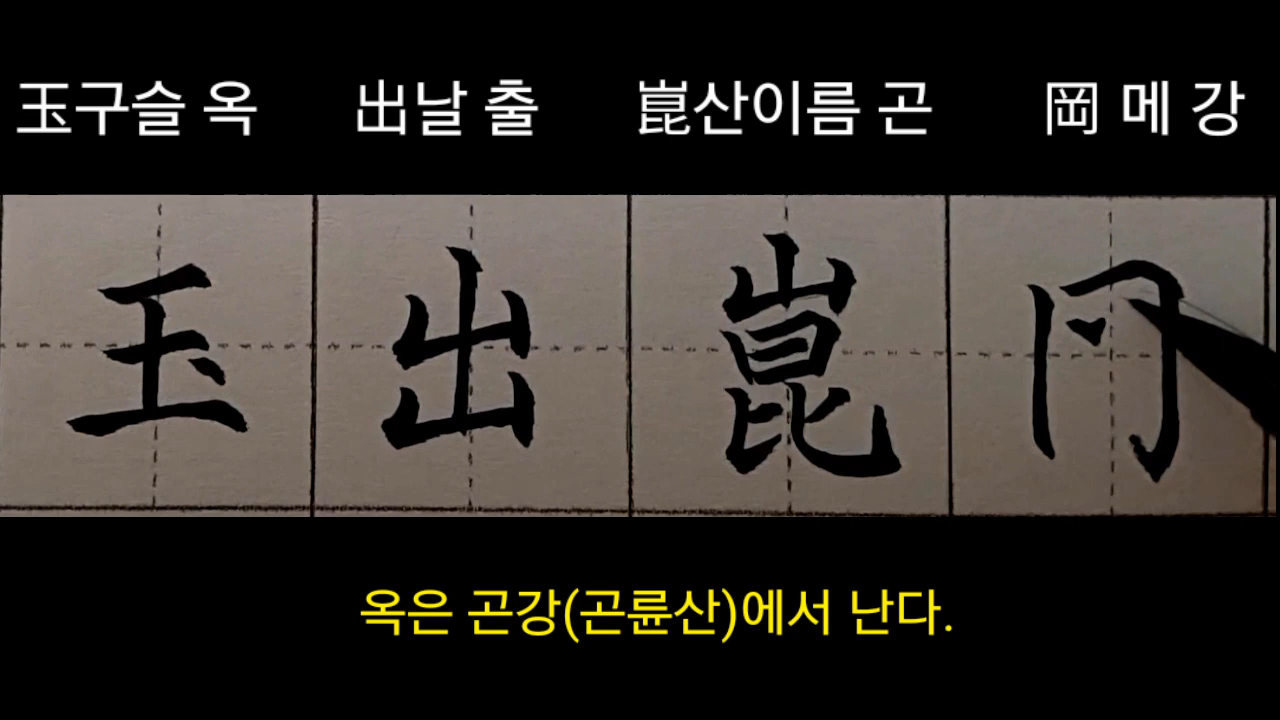 玉구슬 옥 出날 출 崑산이름 곤 岡 메 강
玉 出 崑
옥은 곤강(곤륜산)에서 난다.